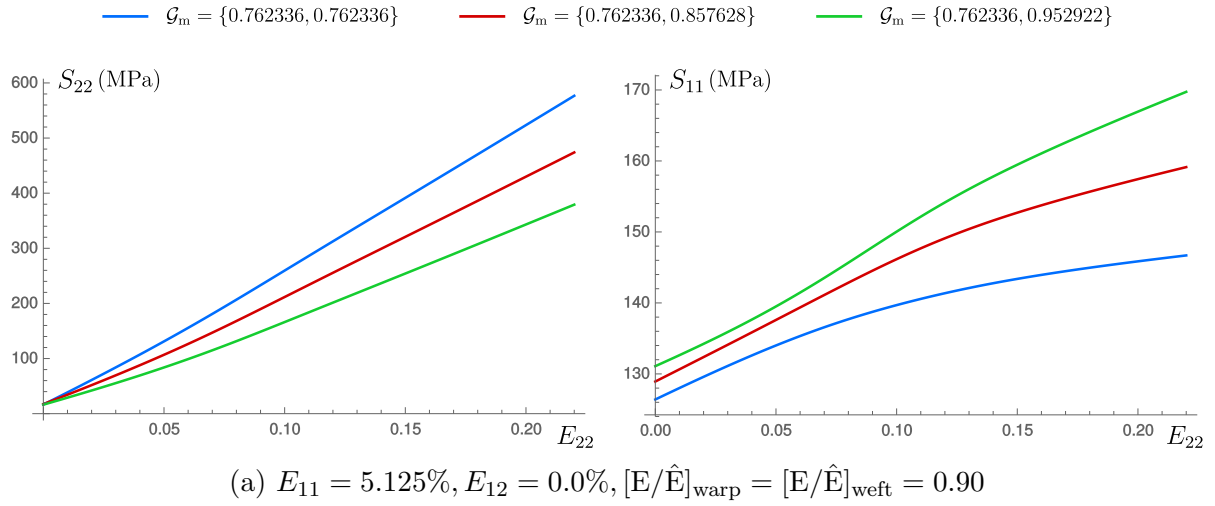 𝒢m = {0.762336, 0.762336} 𝒢m = {0.762336, 0.857628} 𝒢m = {0.762336, 0.952922}
S22 (MPa)
600
500
400
300
200
100
0.05 0.10 0.15 0.20
E22
S11 (MPa)
170
160
150
140
130
0.00 0.05 0.10 0.15 0.20
E22
(a) E11 = 5.125%, E12 = 0.0%, [E/Ê]warp = [E/Ê]weft = 0.90